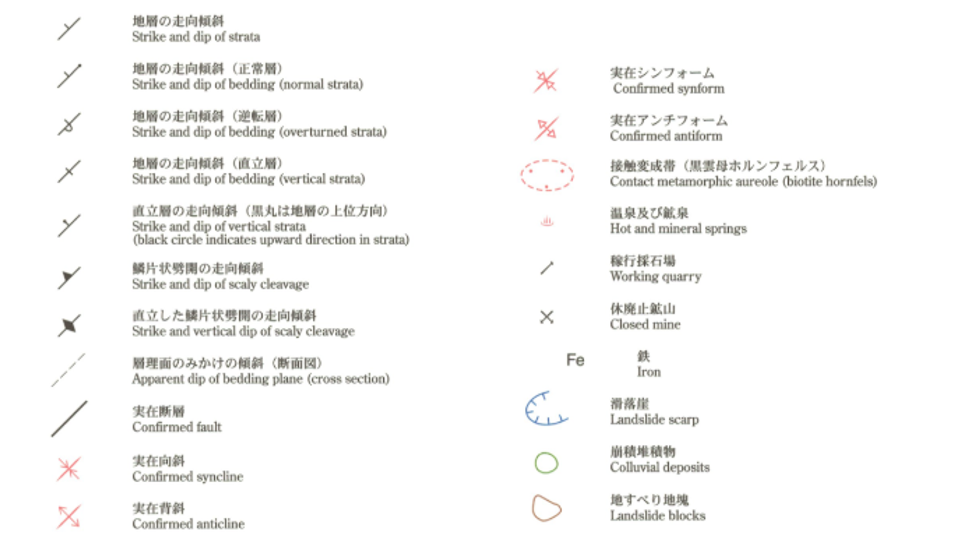 地層の走向傾斜
Strike and dip of strata
地層の走向傾斜（正常層）
Strike and dip of bedding (normal strata)
地層の走向傾斜（逆転層）
Strike and dip of bedding (overturned strata)
地層の走向傾斜（直立層）
Strike and dip of bedding (vertical strata)
直立層の走向傾斜（黒丸は地層の上位方向）
Strike and dip of vertical strata
(black circle indicates upward direction in strata)
鱗片状劈開の走向傾斜
Strike and dip of scaly cleavage
直立した鱗片状劈開の走向傾斜
Strike and vertical dip of scaly cleavage
層理面のみかけの傾斜（断面図）
Apparent dip of bedding plane (cross section)
実在断層
Confirmed fault
実在向斜
Confirmed syncline
実在背斜
Confirmed anticline
実在シンフォーム
Confirmed synform
実在アンチフォーム
Confirmed antiform
接触変成帯（黒雲母ホルンフェルス）
Contact metamorphic aureole (biotite hornfels)
温泉及び鉱泉
Hot and mineral springs
稼行採石場
Working quarry
休廃止鉱山
Closed mine
Fe 鉄
Iron
滑落崖
Landslide scarp
崩積堆積物
Colluvial deposits
地すべり地塊
Landslide blocks